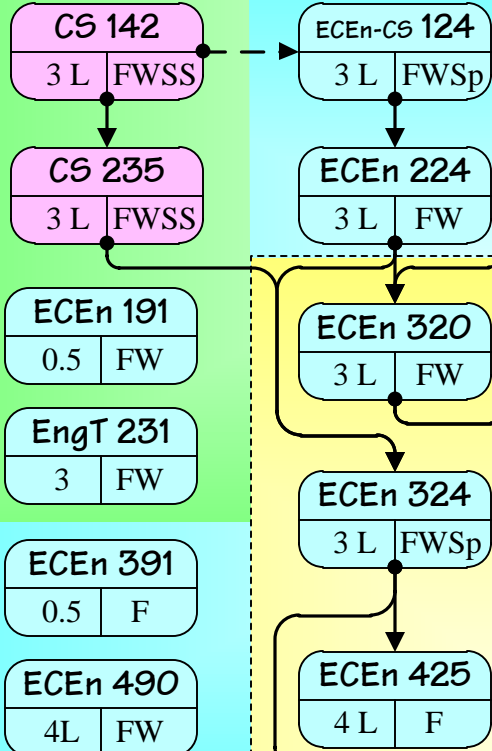 CS 142
3 L FWSS
ECEn-CS 124
3 L FWSp
CS 235
3 L FWSS
ECEn 224
3 L FW
ECEn 191
0.5 FW
ECEn 320
3 L FW
EngT 231
3 FW
ECEn 324
3 L FWSp
ECEn 391
0.5 F
ECEn 490
4L FW
ECEn 425
4 L F